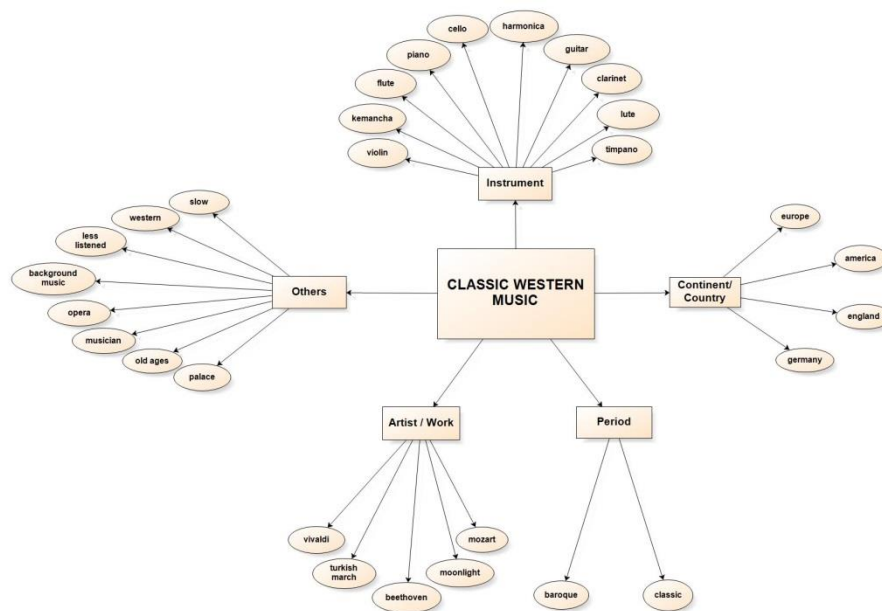 cello
harmonica
piano
guitar
flute
clarinet
kemancha
lute
violin
timpano
Instrument
slow
western
less
listened
background
music
opera
musician
old ages
palace
Others
CLASSIC WESTERN
MUSIC
Continent/
Country
europe
america
england
germany
Artist / Work
Period
vivaldi
turkish
march
beethoven
moonlight
mozart
baroque
classic